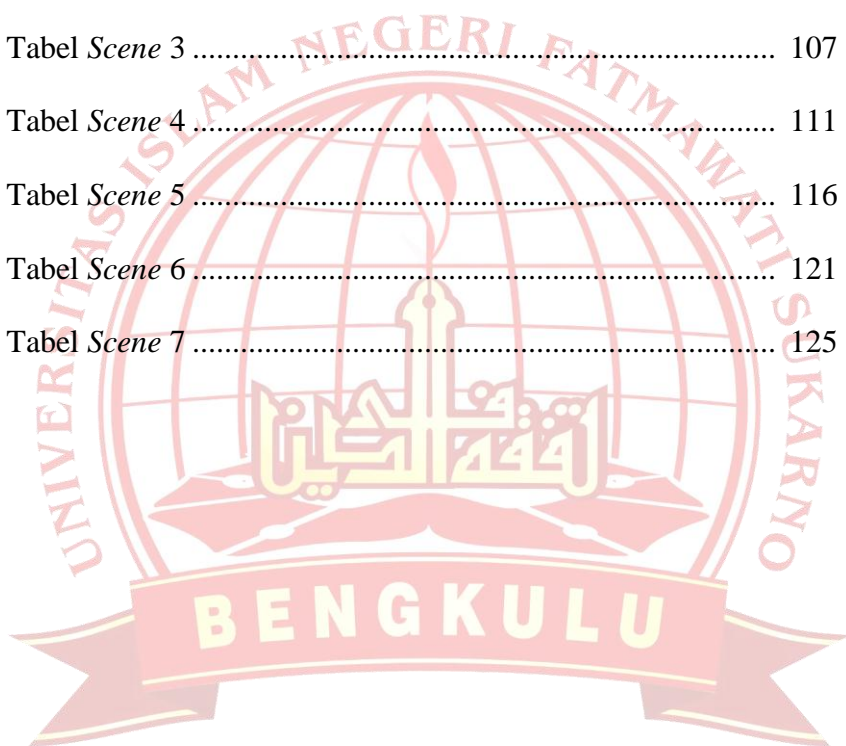 Tabel Scene 3 ........................................................................ 107
Tabel Scene 4 ........................................................................ 111
Tabel Scene 5 ........................................................................ 116
Tabel Scene 6 ........................................................................ 121
Tabel Scene 7 ........................................................................ 125
UNIVERSITAS ISLAM NEGERI FATMAWATI SUKARNO
BENGKULU